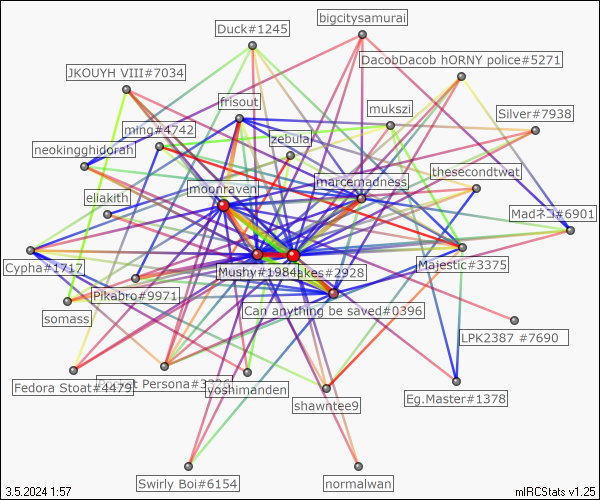 bigcitysamurai
Duck#1245
DacobDacob hORNY police#5271
JKOUYH VIII#7034
frisout
mukszi
Silver#7938
ming#4742
zebula
neokingghidorah
thesecondtwat
moonraven
marcemadness
eliakith
Madネコ#6901
Cypha#1717
Mushy#1984
akes#2928
Majestic#3375
Pikabro#9971
Can anything be saved#0396
somass
LPK2387 #7690
Fedora Stoat#4479
Persona#3
yoshimanden
shawntee9
Eg.Master#1378
Swirly Boi#6154
normalwan
3.5.2024 1:57
mIRCStats v1.25